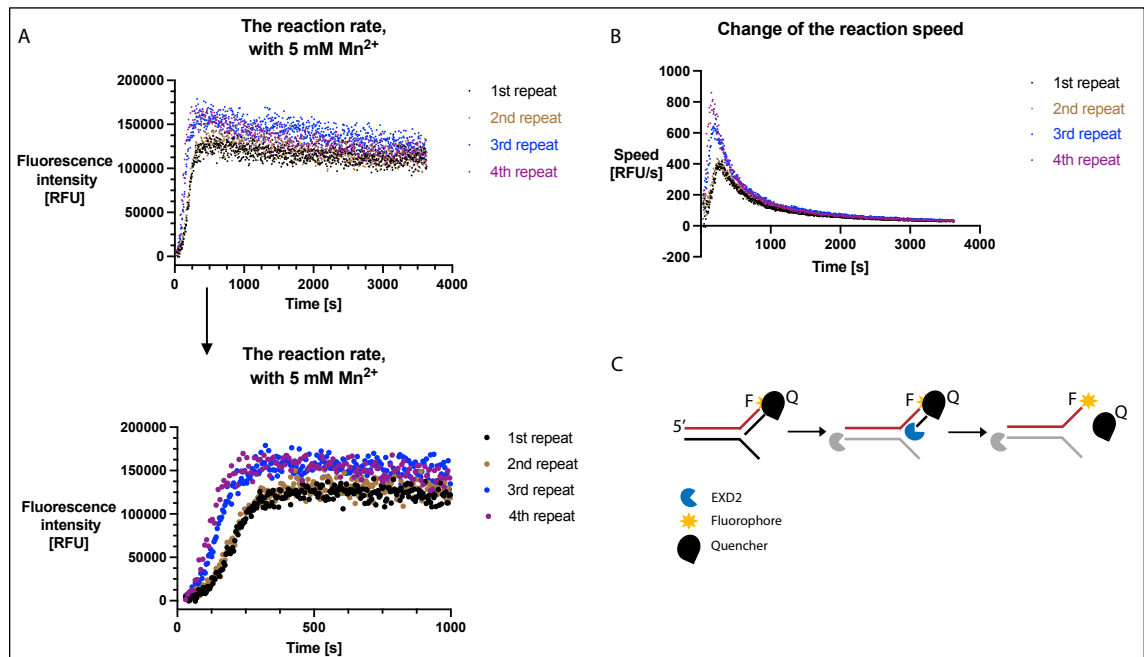 A
The reaction rate,
with 5 mM Mn2+
200000
150000
100000
50000
0
Fluorescence
intensity
[RFU]
0 1000 2000 3000 4000
Time [s]
1st repeat
2nd repeat
3rd repeat
4th repeat
B
Change of the reaction speed
1000
800
600
400
200
0
-200
Speed
[RFU/s]
1000 2000 3000 4000
Time [s]
1st repeat
2nd repeat
3rd repeat
4th repeat
The reaction rate,
with 5 mM Mn2+
200000
150000
100000
50000
0
Fluorescence
intensity
[RFU]
0 500 1000
Time [s]
1st repeat
2nd repeat
3rd repeat
4th repeat
C
5’ F Q F Q F Q
EXD2
Fluorophore
Quencher